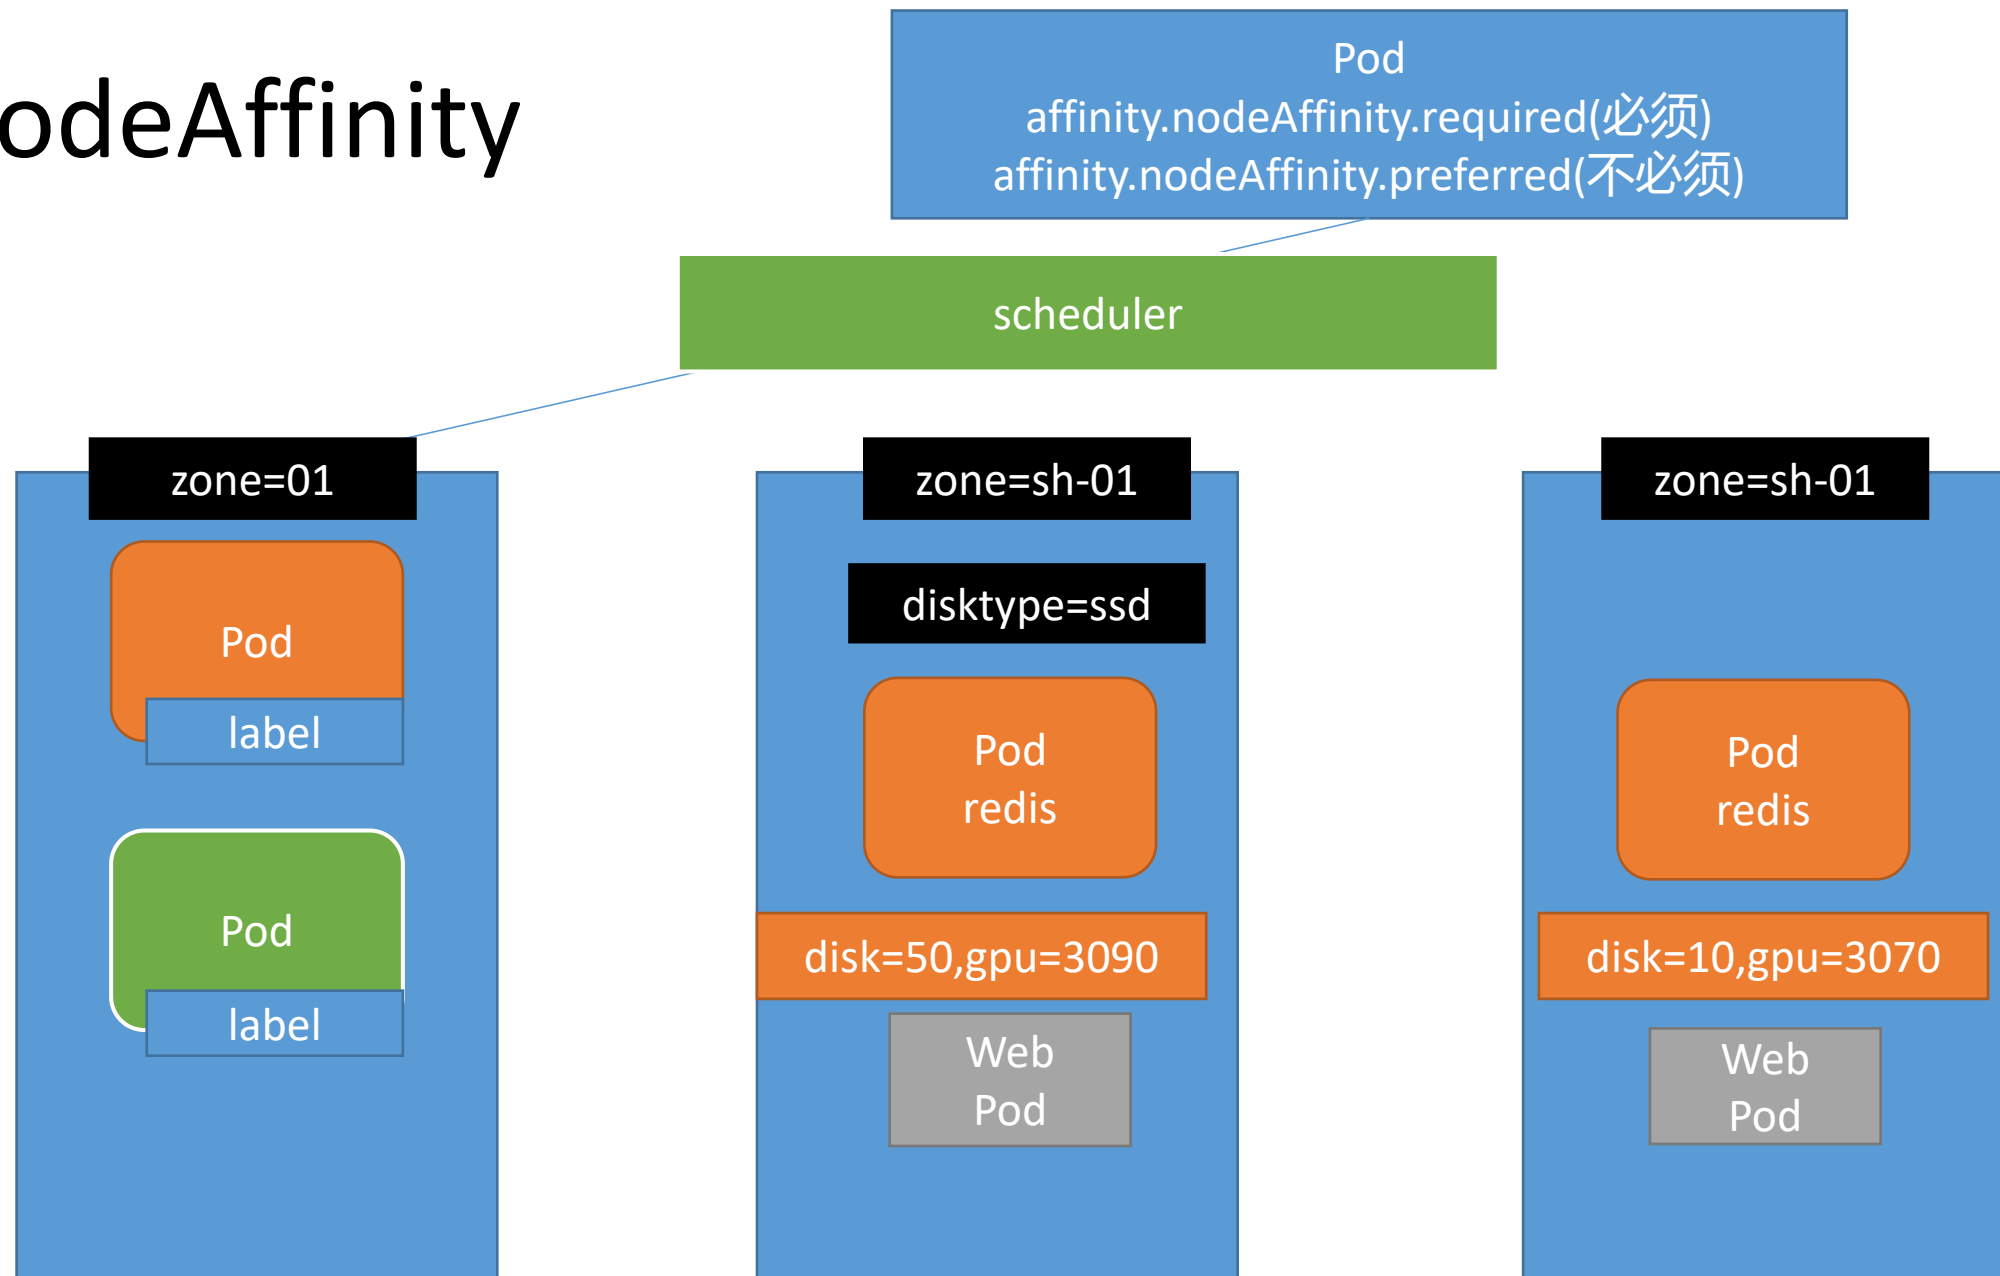 odeAffinity
Pod
affinity.nodeAffinity.required(必须)
affinity.nodeAffinity.preferred(不必须)
scheduler
zone=01
zone=sh-01
zone=sh-01
disktype=ssd
Pod
label
Pod
redis
Pod
redis
Pod
label
disk=50,gpu=3090
disk=10,gpu=3070
Web
Pod
Web
Pod